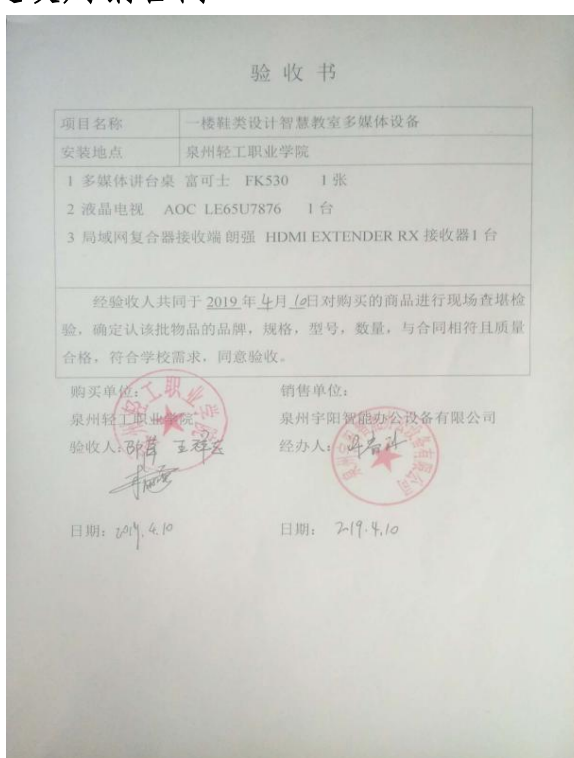 验收书
项目名称 一楼鞋类设计智慧教室多媒体设备
安装地点 泉州轻工职业学院
1 多媒体讲台桌 富可士 FK530 1 张
2 液晶电视 AOC LE65U7876 1 台
3 局域网复合器接收端 朗强 HDMI EXTENDER RX 接收器1 台
经验收人共同于 2019 年 4月 10日对购买的商品进行现场查堪检
验，确定认该批物品的品牌，规格，型号，数量，与合同相符且质量
合格，符合学校需求，同意验收。
购买单位：
销售单位：
泉州轻工职业学院
泉州宇阳智能办公设备有限公司
验收人：
经办人：
日期：2019.4.10
日期：2019.4.10